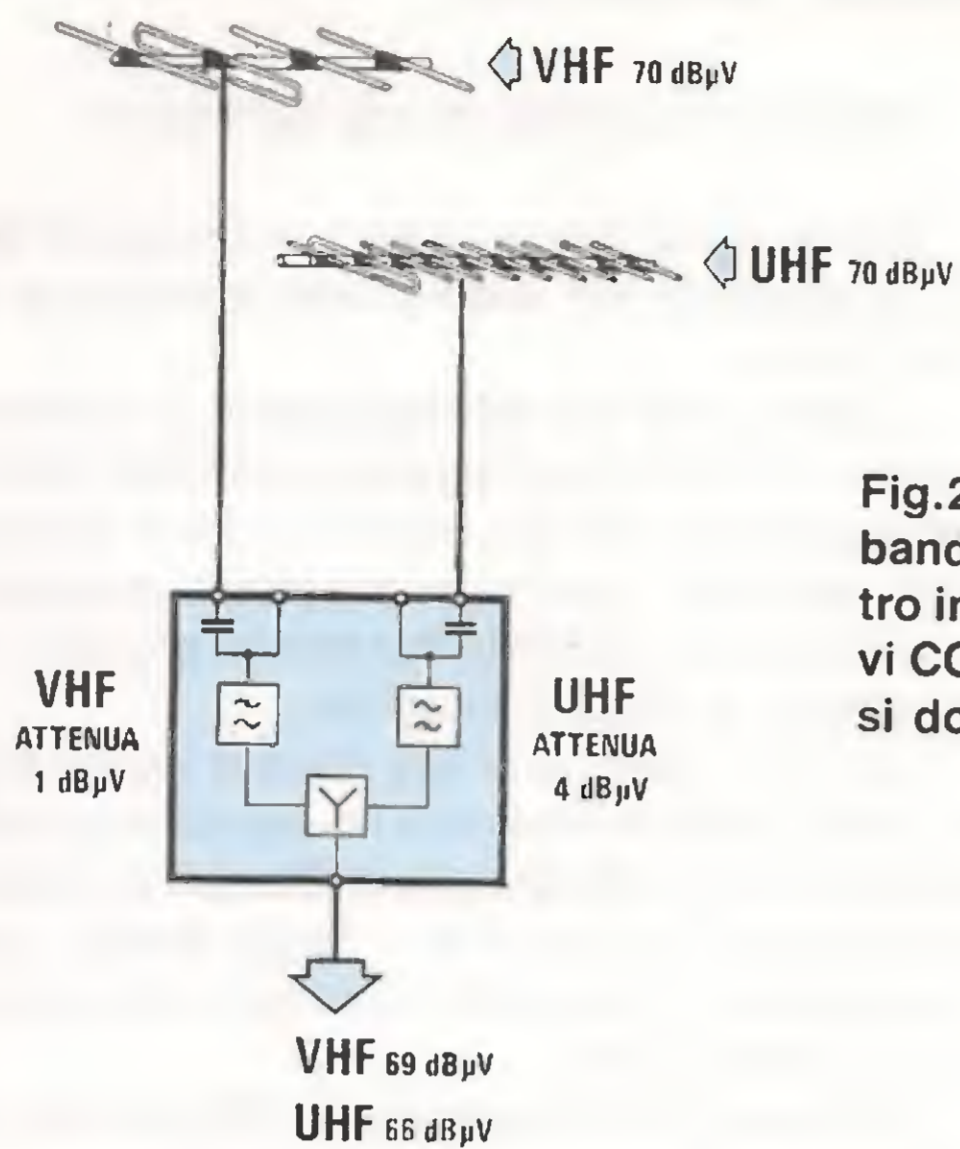 VHF 70 dBµV
UHF 70 dBµV
Fig.2
band
tro in
vi CO
si do
VHF
ATTENUA
1 dBµV
UHF
ATTENUA
4 dBµV
VHF 69 dBµV
UHF 66 dBµV